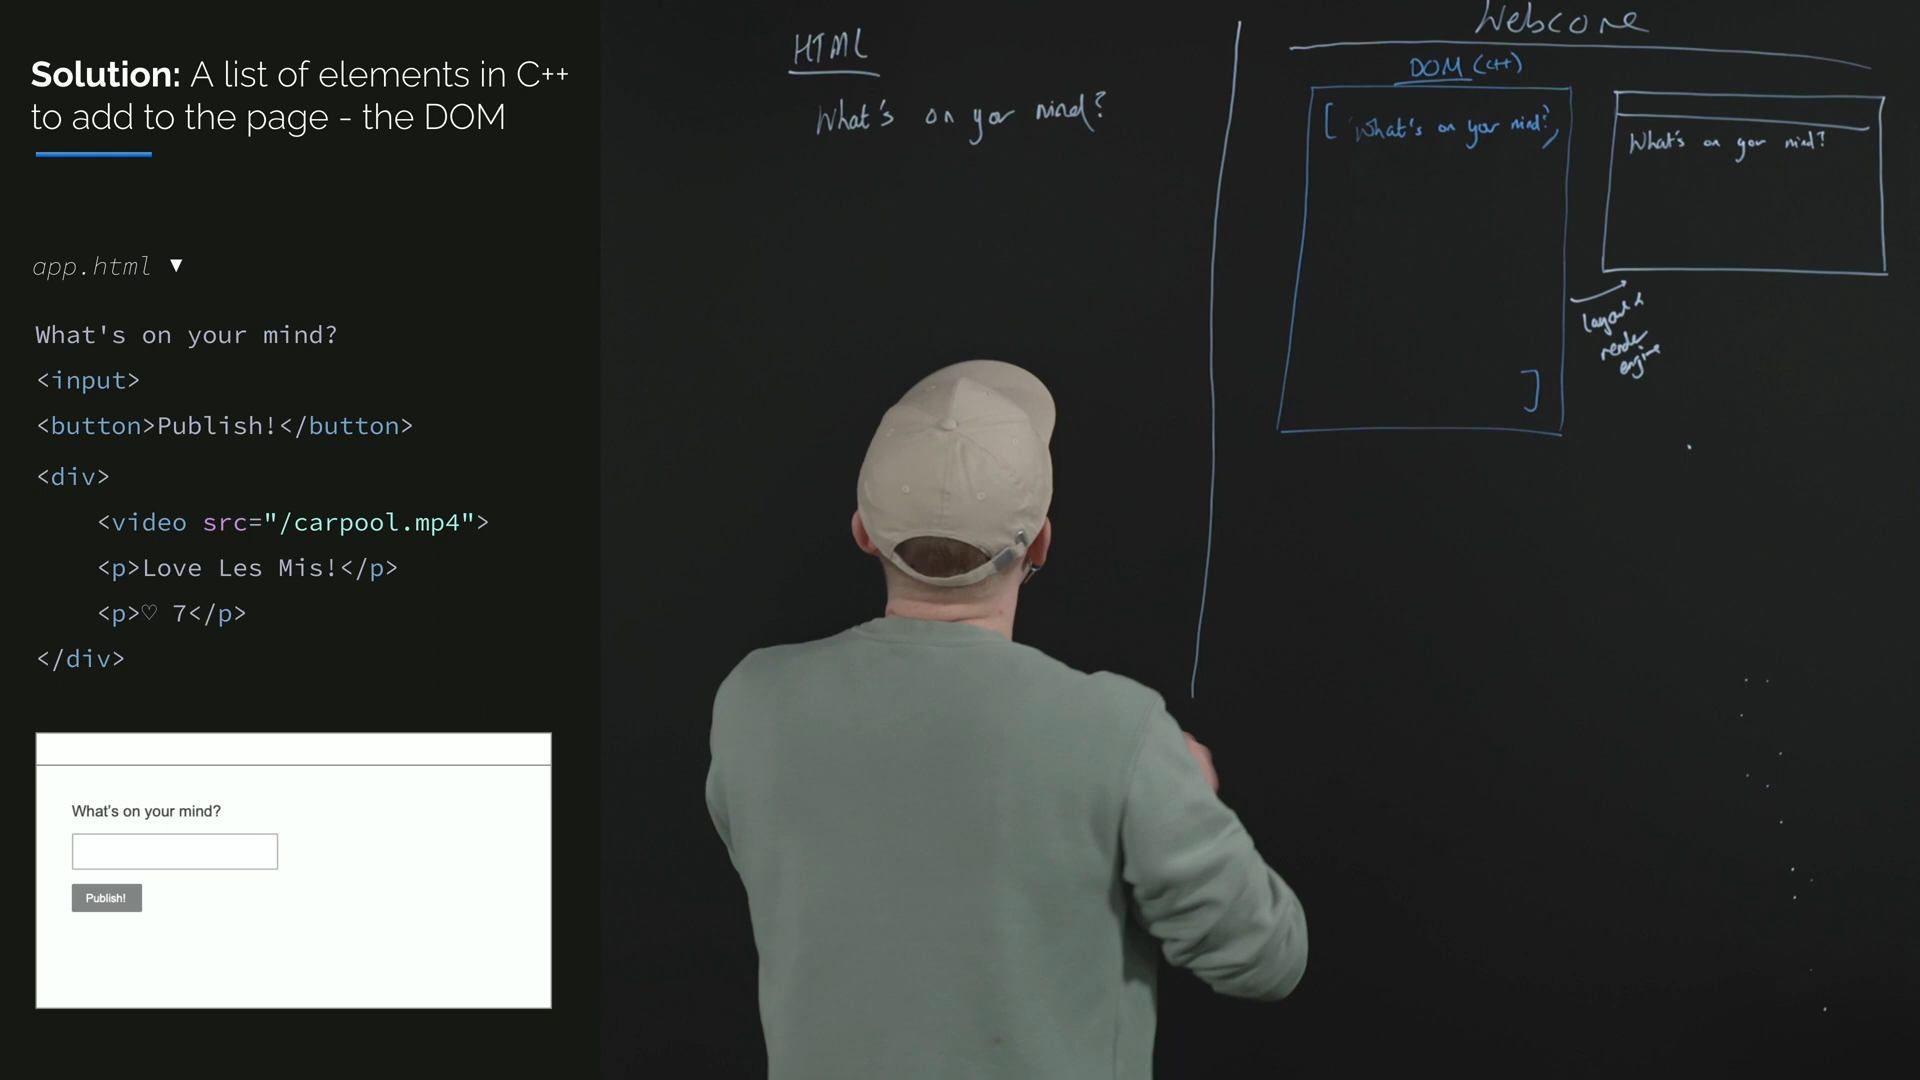 Solution: A list of elements in C++
to add to the page - the DOM
app.html ▼
What's on your mind?
<input>
<button>Publish!</button>
<div>
<video src="/carpool.mp4">
<p>Love Les Mis!</p>
<p>♡ 7</p>
</div>
What's on your mind?
Publish!
HTML
What's on your mind?
Webcore
DOM (C++)
[ What's on your mind?,
]
What's on your mind?
layout &
render
engine